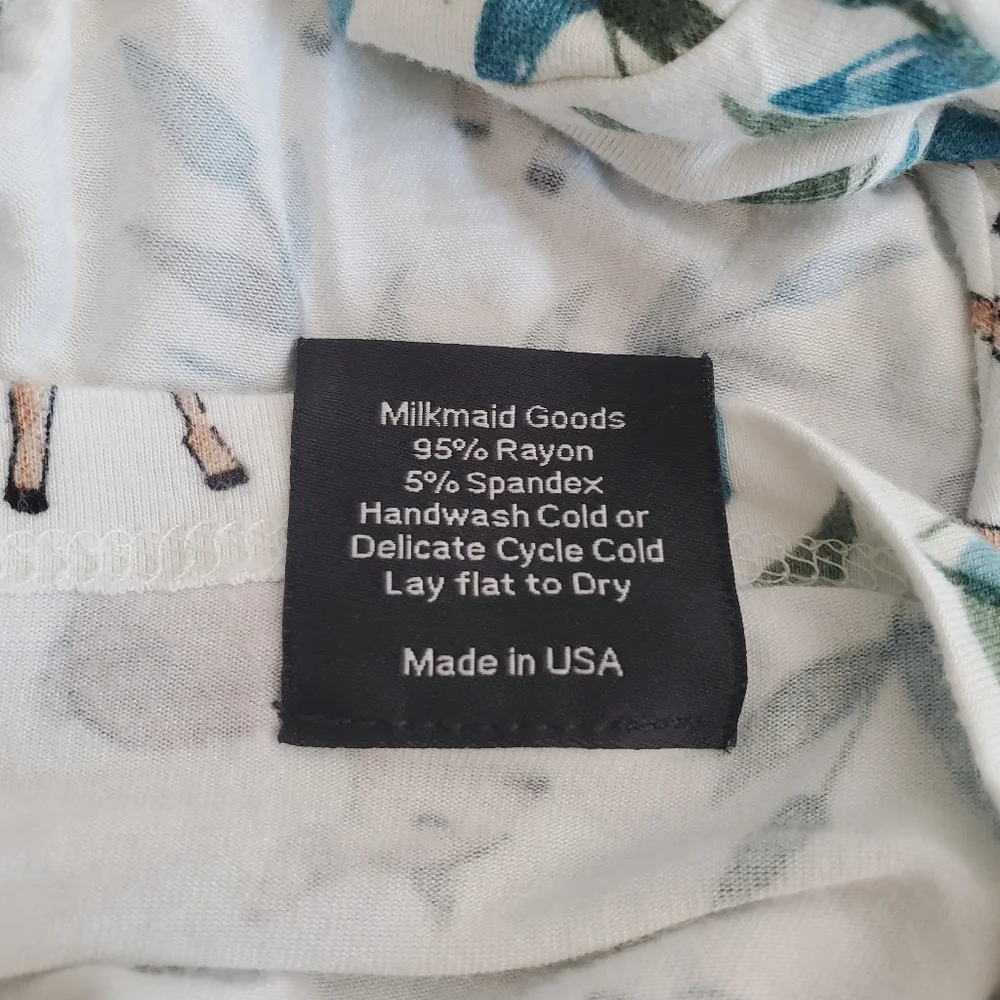 Milkmaid Goods
95% Rayon
5% Spandex
Handwash Cold or
Delicate Cycle Cold
Lay flat to Dry
Made in USA